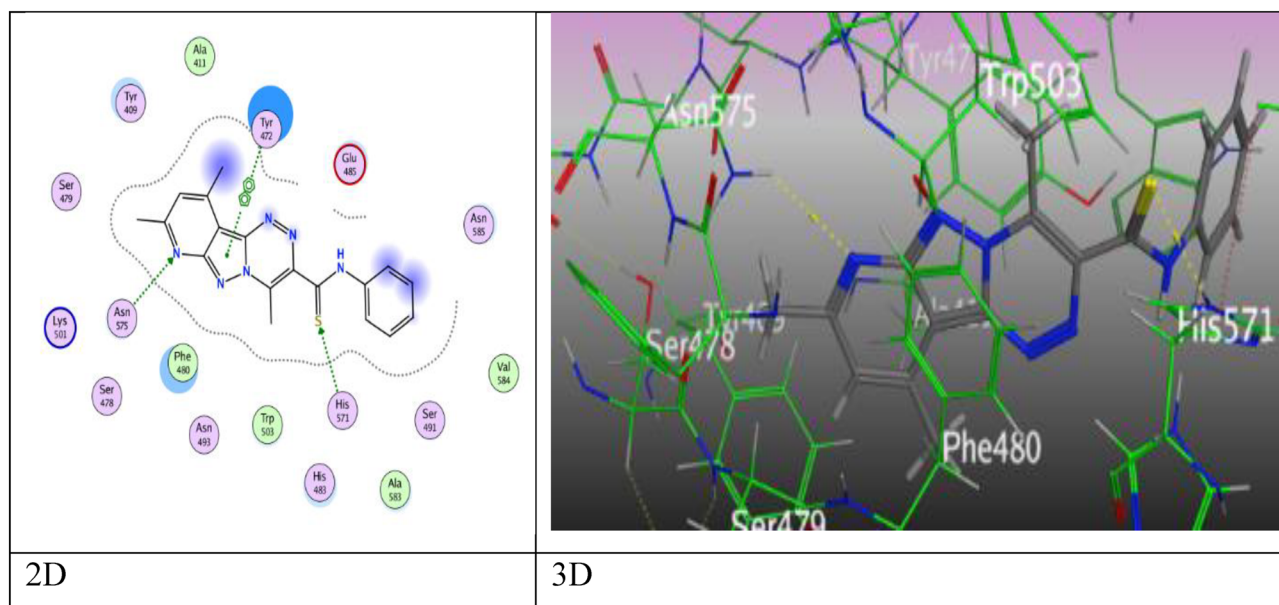 Ala
411
Tyr
409
Tyr
472
Glu
485
Ser
479
Asn
585
N
N
N
H
N
N
N
N
S
Asn
575
Lys
501
Phe
480
Ser
478
Asn
493
Trp
503
His
571
Ser
491
Val
584
His
483
Ala
583
Trp503
Asn575
His571
Ser478
Phe480
Ser479
2D
3D